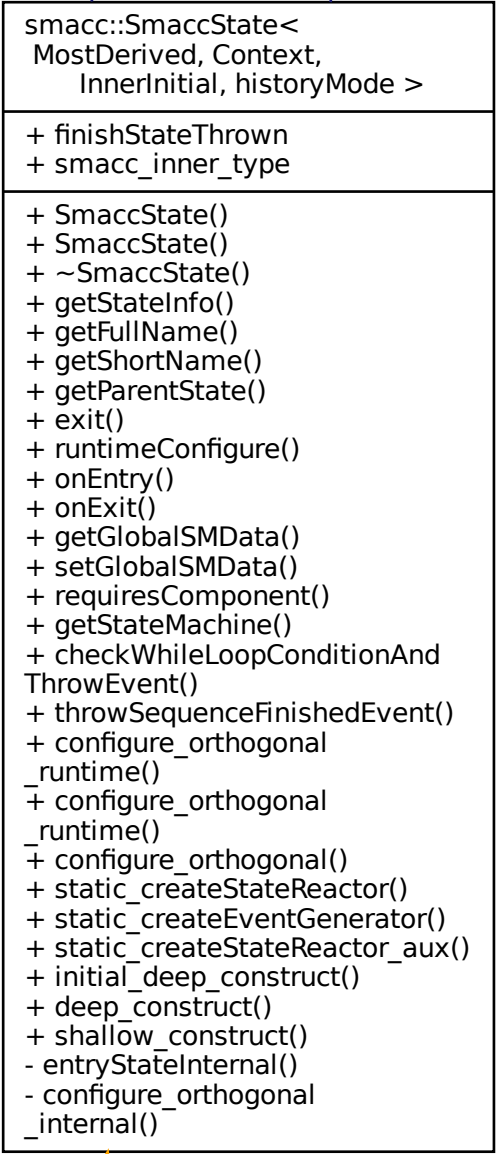 smacc::SmaccState<
MostDerived, Context,
InnerInitial, historyMode >
+ finishStateThrown
+ smacc_inner_type
+ SmaccState()
+ SmaccState()
+ ~SmaccState()
+ getStateInfo()
+ getFullName()
+ getShortName()
+ getParentState()
+ exit()
+ runtimeConfigure()
+ onEntry()
+ onExit()
+ getGlobalSMData()
+ setGlobalSMData()
+ requiresComponent()
+ getStateMachine()
+ checkWhileLoopConditionAnd
ThrowEvent()
+ throwSequenceFinishedEvent()
+ configure_orthogonal
_runtime()
+ configure_orthogonal
_runtime()
+ configure_orthogonal()
+ static_createStateReactor()
+ static_createEventGenerator()
+ static_createStateReactor_aux()
+ initial_deep_construct()
+ deep_construct()
+ shallow_construct()
- entryStateInternal()
- configure_orthogonal
_internal()